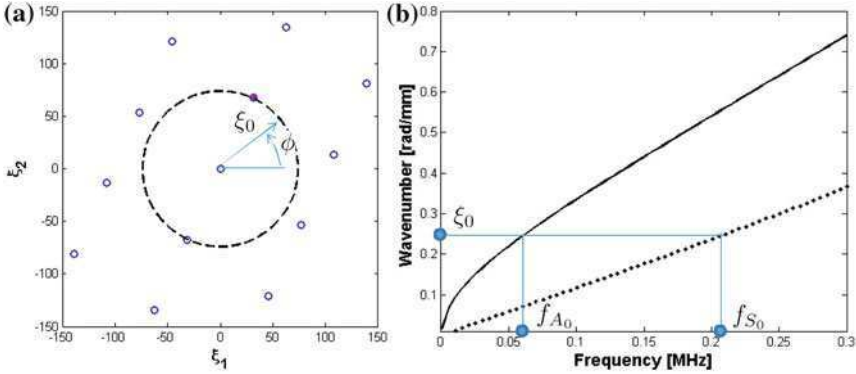 (a)
150
100
50
0
-50
-100
-150
-150 -100 -50 0 50 100 150
ξ2
ξ1
ξ0
ϕ
(b)
0.8
0.7
0.6
0.5
0.4
0.3
0.2
0.1
0 0.05 0.1 0.15 0.2 0.25 0.3
Wavenumber [rad/mm]
Frequency [MHz]
ξ0
fA0
fS0